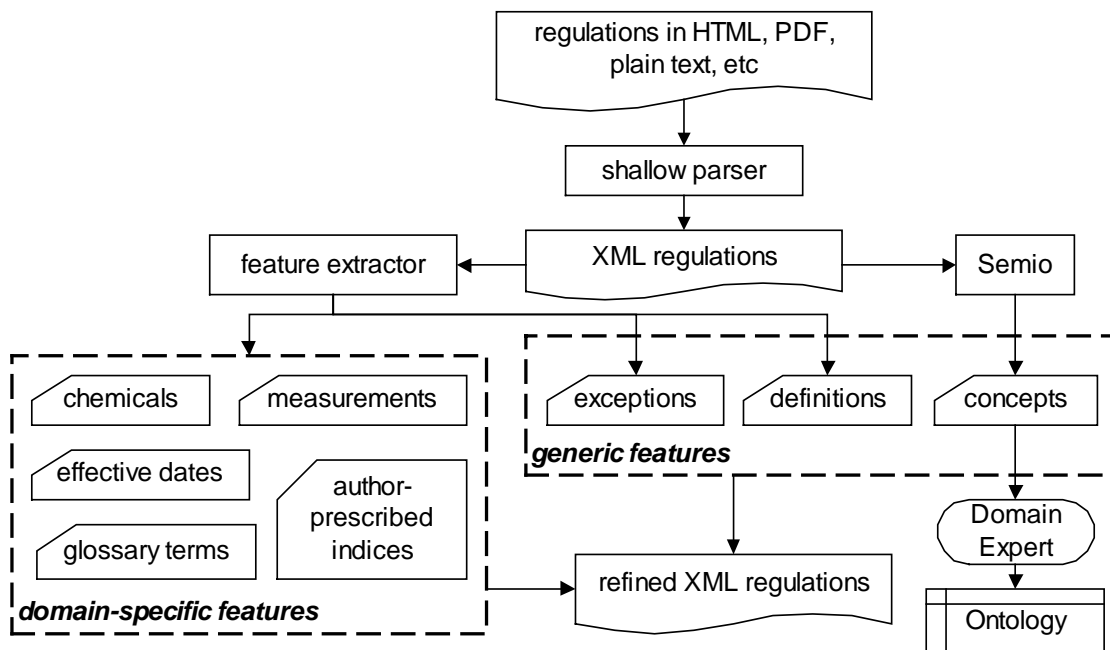 regulations in HTML, PDF,
plain text, etc
shallow parser
feature extractor
XML regulations
Semio
chemicals
measurements
exceptions
definitions
concepts
generic features
effective dates
author-
prescribed
indices
glossary terms
domain-specific features
refined XML regulations
Domain
Expert
Ontology